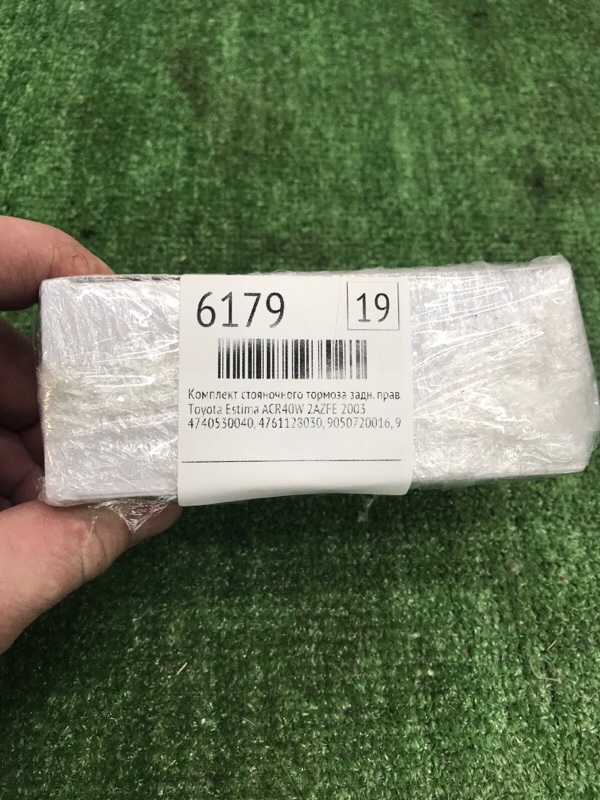 6179 19
Комплект стояночного тормоза задн. прав.
Toyota Estima ACR40W 2AZFE 2003
4740530040, 4761128030, 9050720016, 9